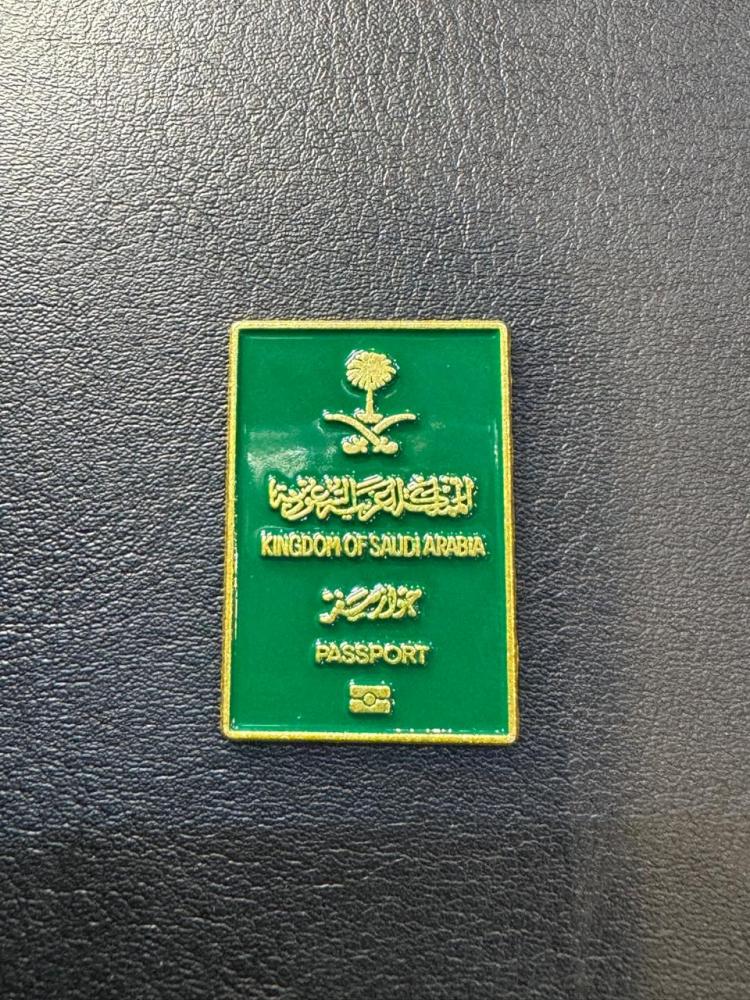 المملكة العربية السعودية
KINGDOM OF SAUDI ARABIA
جواز سفر
PASSPORT